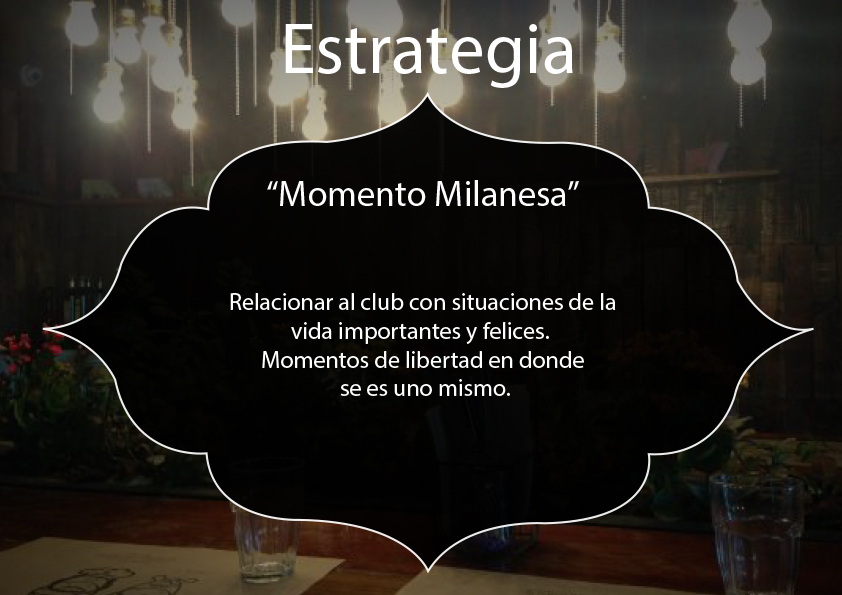 Estrategia
“Momento Milanesa”
Relacionar al club con situaciones de la
vida importantes y felices.
Momentos de libertad en donde
se es uno mismo.